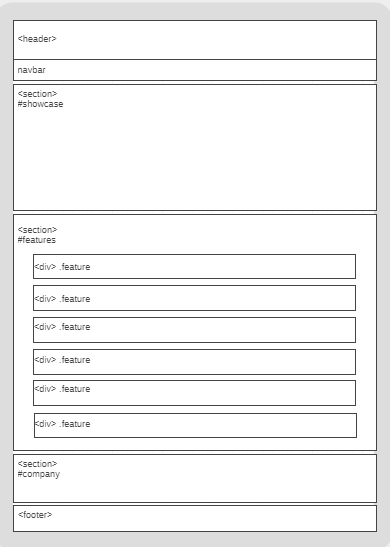 <header>
navbar
<section>
#showcase
<section>
#features
<div> .feature
<div> .feature
<div> .feature
<div> .feature
<div> .feature
<div> .feature
<section>
#company
<footer>